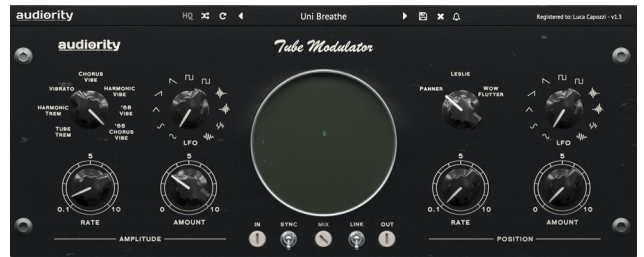 audiority
HQ
Uni Breathe
Registered to: Luca Capozzi - v1.3
audiority
Tube Modulator
CHORUS
VIBE
VIBRATO
HARMONIC
VIBE
HARMONIC
TREM
'68
VIBE
TUBE
TREM
'68
CHORUS
VIBE
LFO
LESLIE
PANNER
WOW
FLUTTER
LFO
5
0.1
10
RATE
5
0
10
AMOUNT
AMPLITUDE
IN
SYNC
MIX
LINK
OUT
5
0.1
10
RATE
5
0
10
AMOUNT
POSITION